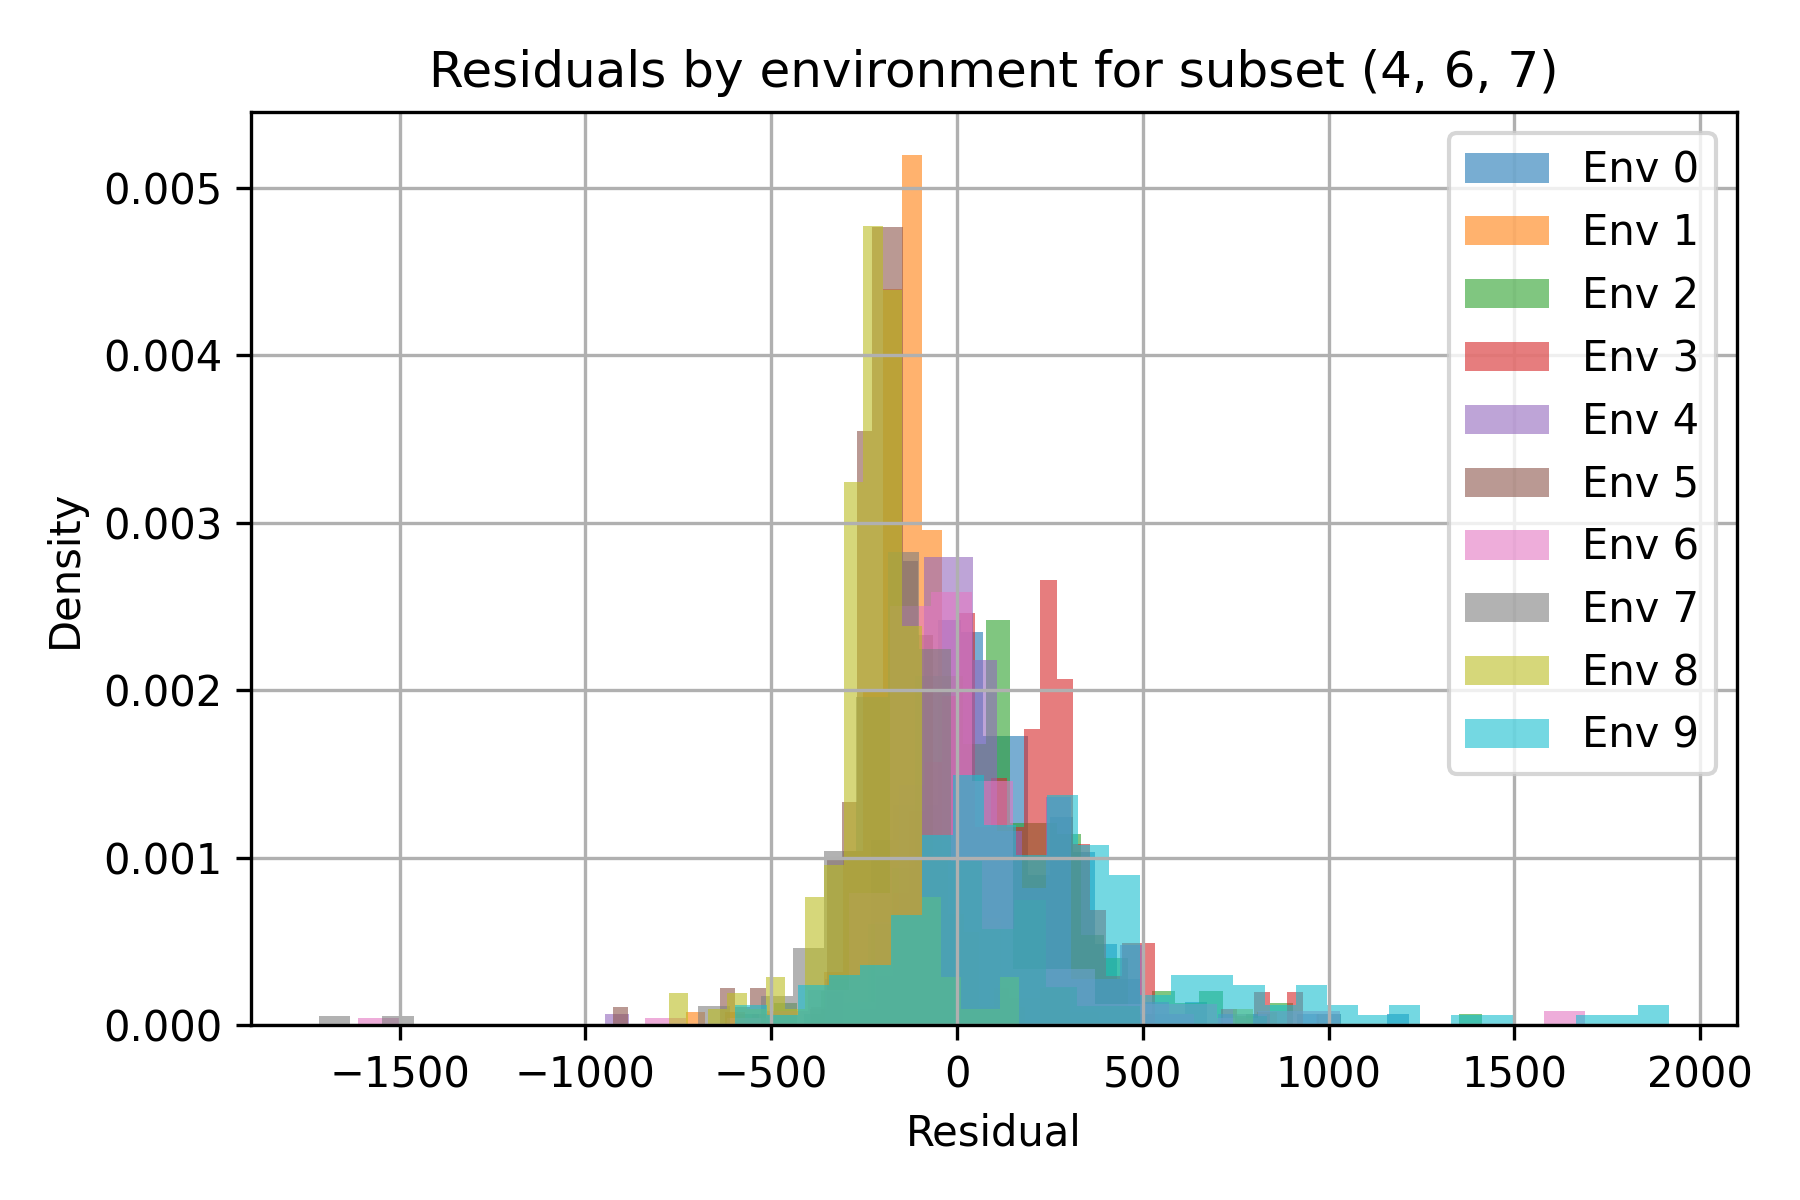 Residuals by environment for subset (4, 6, 7)
Env 0
Env 1
Env 2
Env 3
Env 4
Env 5
Env 6
Env 7
Env 8
Env 9
Density
0.005
0.004
0.003
0.002
0.001
0.000
−1500 −1000 −500 0 500 1000 1500 2000
Residual